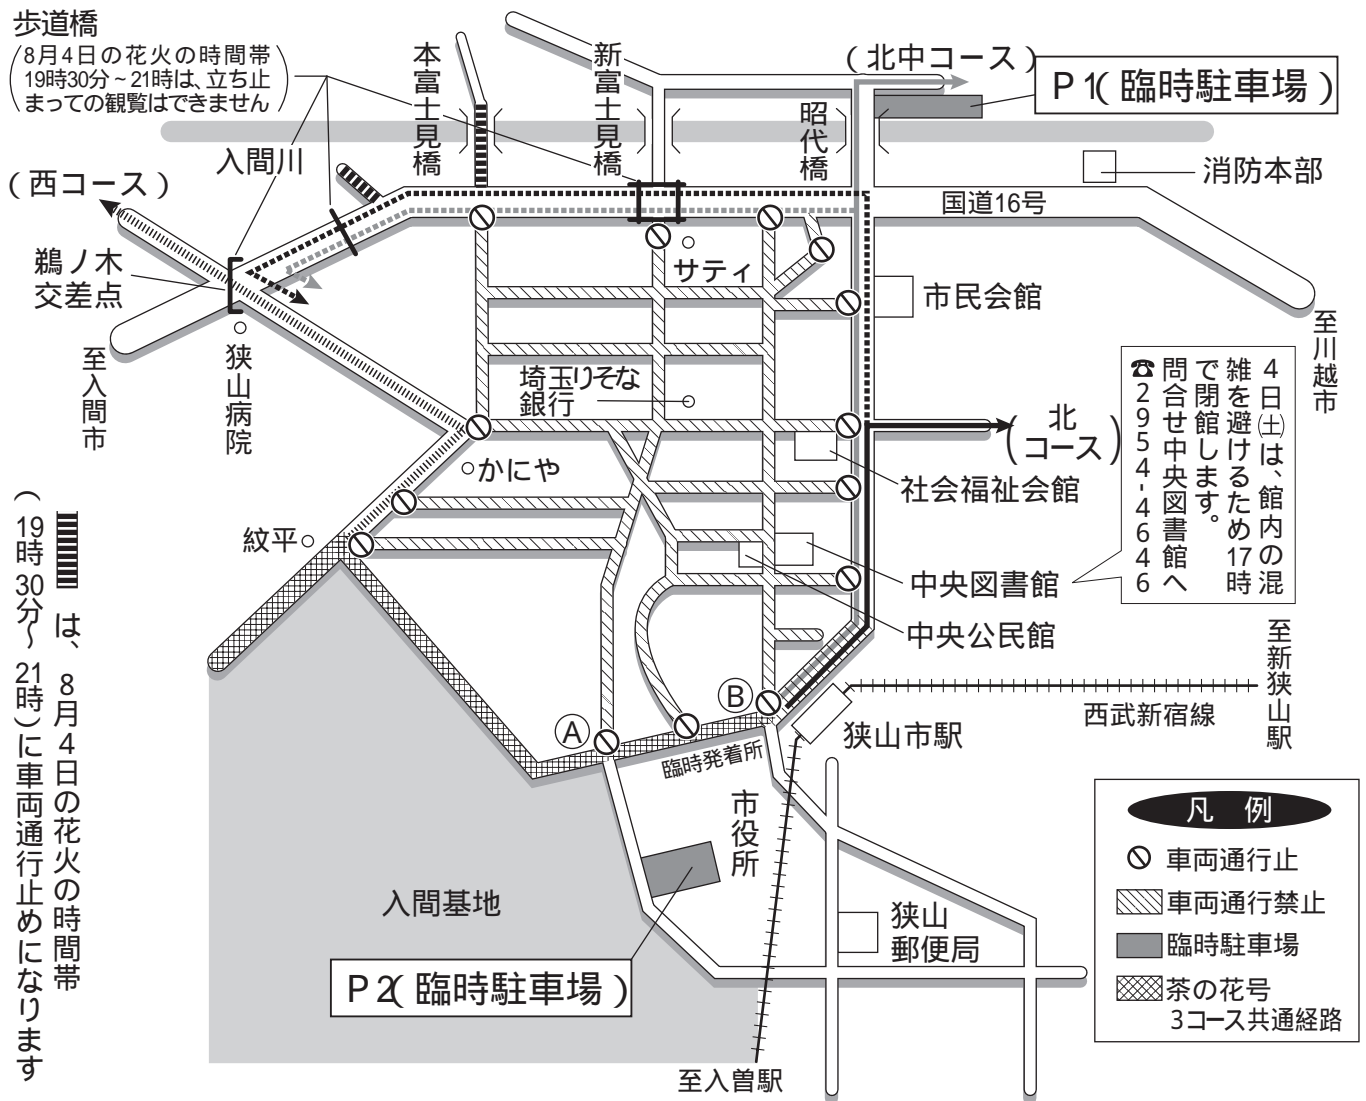 歩道橋
(8月4日の花火の時間帯
19時30分~21時は、立ち止
まっての観覧はできません)
本富士見橋
新富士見橋
昭代橋
(北中コース)
P1(臨時駐車場)
入間川
(西コース)
消防本部
国道16号
鵜ノ木
交差点
サティ
市民会館
至川越市
至入間市
狭山病院
埼玉りそな
銀行
(北
コース)
かにや
社会福祉会館
4日(土)は、館内の混
雑を避けるため17時
で閉館します。
問合せ中央図書館へ
☎2954-4646
紋平
中央図書館
中央公民館
至新狭山駅
西武新宿線
狭山市駅
Ⓐ
Ⓑ
臨時発着所
市役所
入間基地
P2(臨時駐車場)
狭山
郵便局
至入曽駅
は、8月4日の花火の時間帯
(19時30分~21時)に車両通行止めになります
凡例
車両通行止
車両通行禁止
臨時駐車場
茶の花号
3コース共通経路